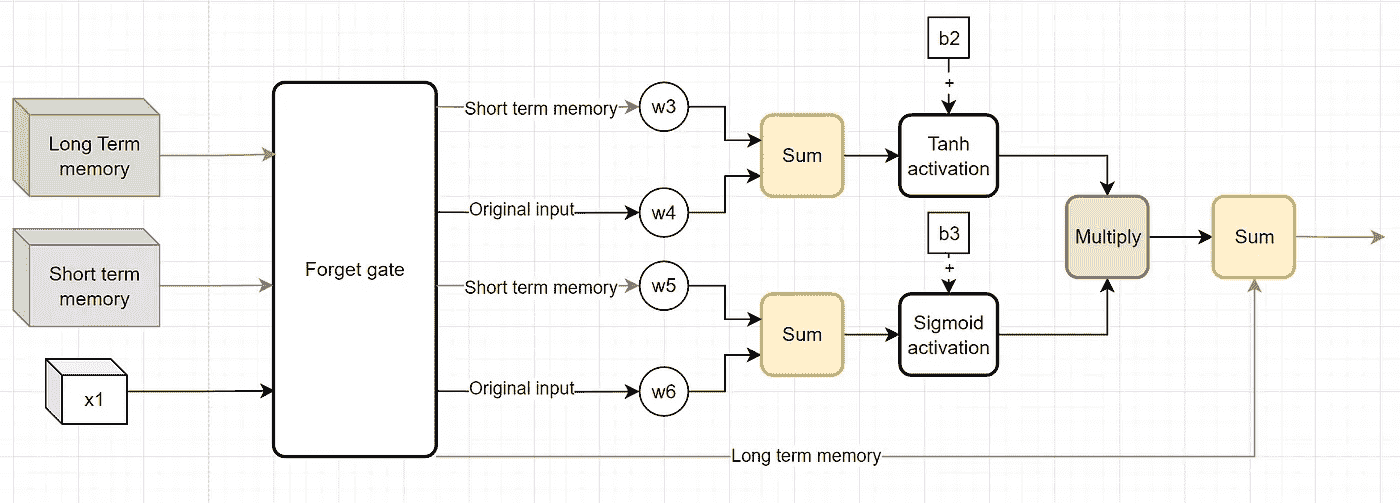 Long Term
memory
Short term
memory
x1
Forget gate
Short term memory
Original input
Short term memory
Original input
Long term memory
w3
w4
w5
w6
Sum
Sum
b2
+
Tanh
activation
b3
+
Sigmoid
activation
Multiply
Sum